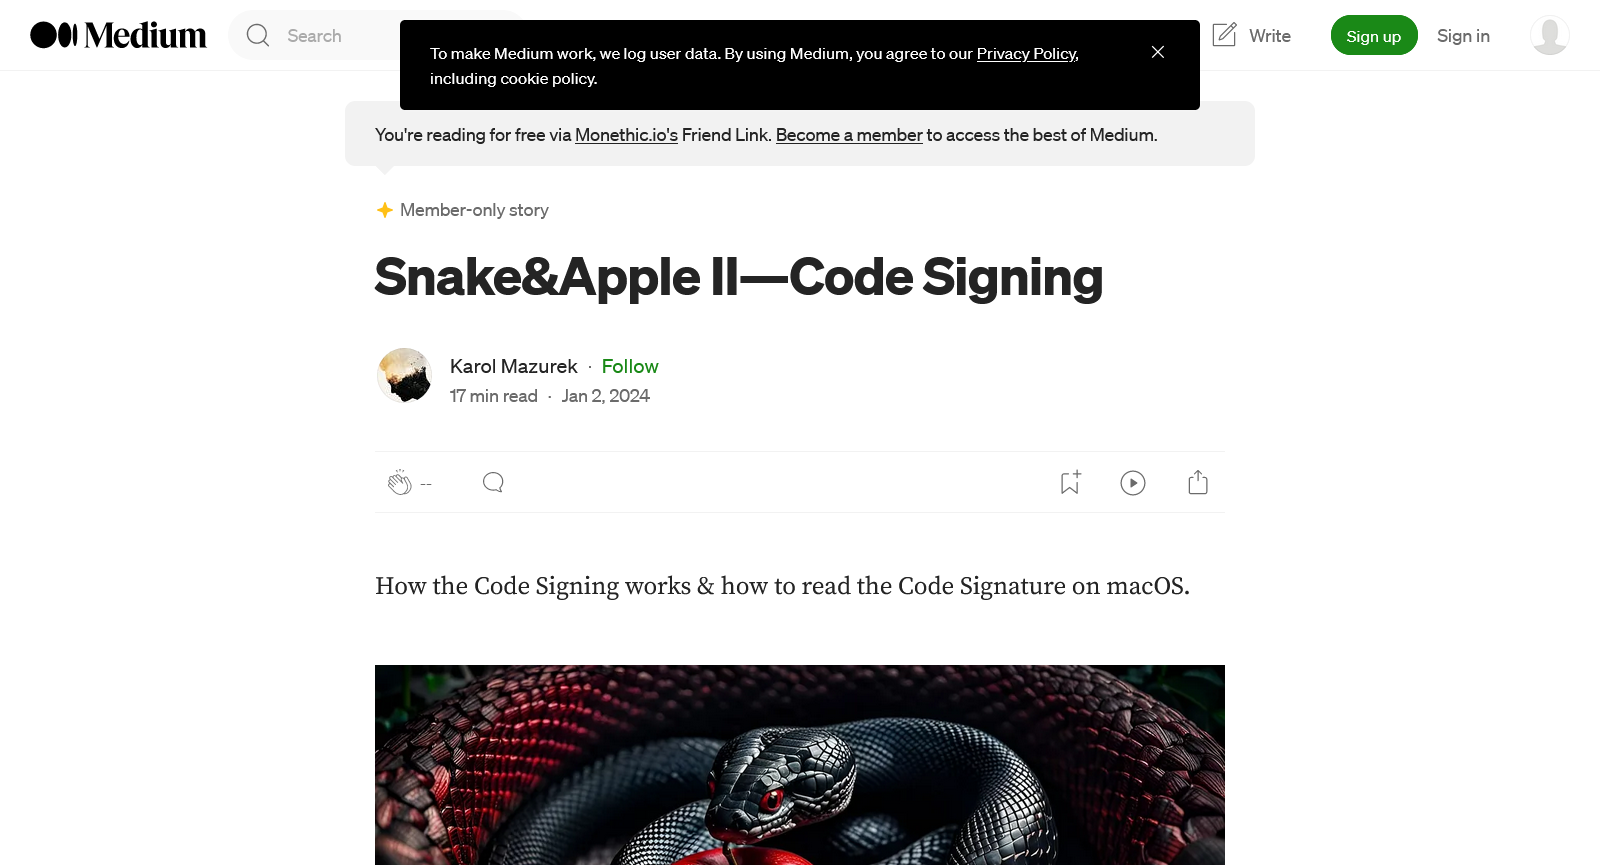 Medium
Search
To make Medium work, we log user data. By using Medium, you agree to our Privacy Policy,
including cookie policy.
Write
Sign up
Sign in
You're reading for free via Monethic.io's Friend Link. Become a member to access the best of Medium.
Member-only story
Snake&Apple II—Code Signing
Karol Mazurek · Follow
17 min read · Jan 2, 2024
--
How the Code Signing works & how to read the Code Signature on macOS.